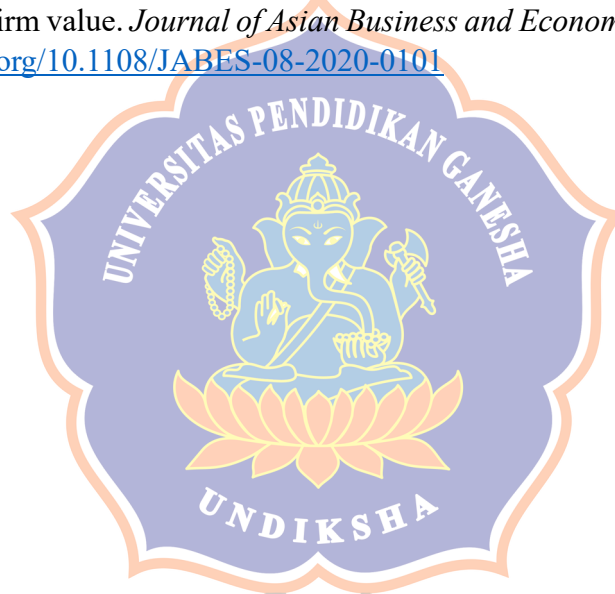 irm value. Journal of Asian Business and Econom
org/10.1108/JABES-08-2020-0101
UNIVERSITAS PENDIDIKAN GANESHA
UNDIKSHA